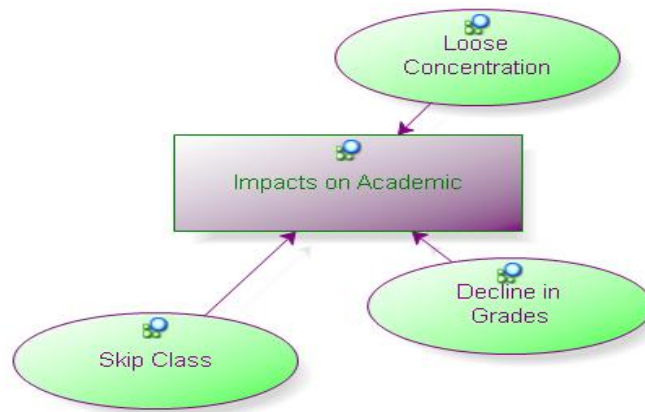 Loose
Concentration
Impacts on Academic
Decline in
Grades
Skip Class